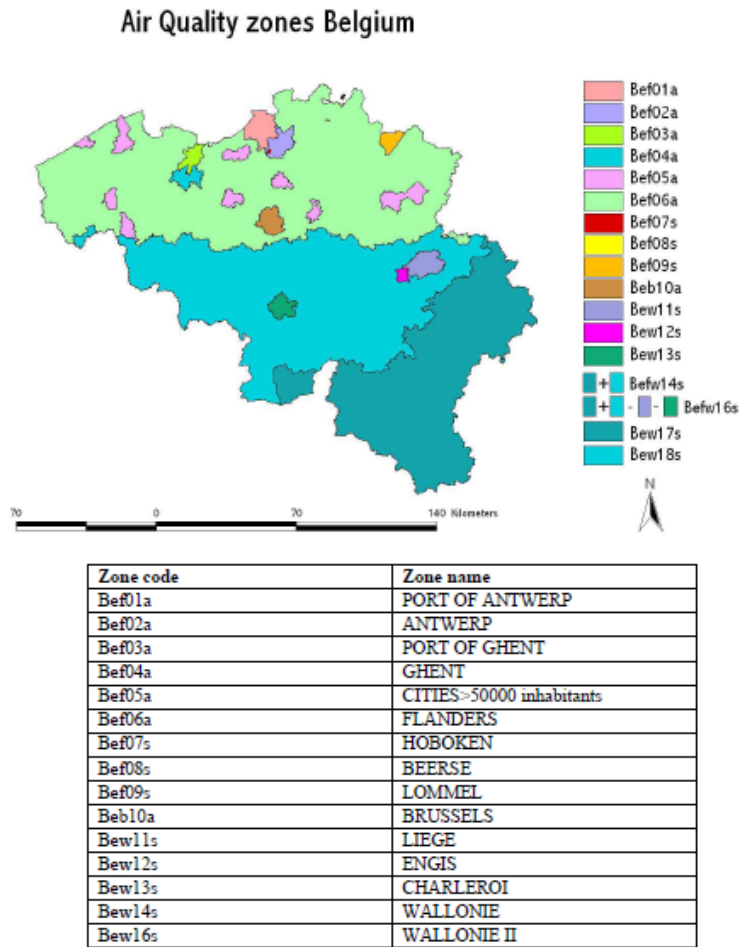 Air Quality zones Belgium
Bef01a
Bef02a
Bef03a
Bef04a
Bef05a
Bef06a
Bef07s
Bef08s
Bef09s
Beb10a
Bew11s
Bew12s
Bew13s
+ Befw14s
+ - - Befw16s
Bew17s
Bew18s
N
70 0 70 140 Kilometers
Zone code Zone name
Bef01a PORT OF ANTWERP
Bef02a ANTWERP
Bef03a PORT OF GHENT
Bef04a GHENT
Bef05a CITIES>50000 inhabitants
Bef06a FLANDERS
Bef07s HOBOKEN
Bef08s BEERSE
Bef09s LOMMEL
Beb10a BRUSSELS
Bew11s LIEGE
Bew12s ENGIS
Bew13s CHARLEROI
Bew14s WALLONIE
Bew16s WALLONIE II